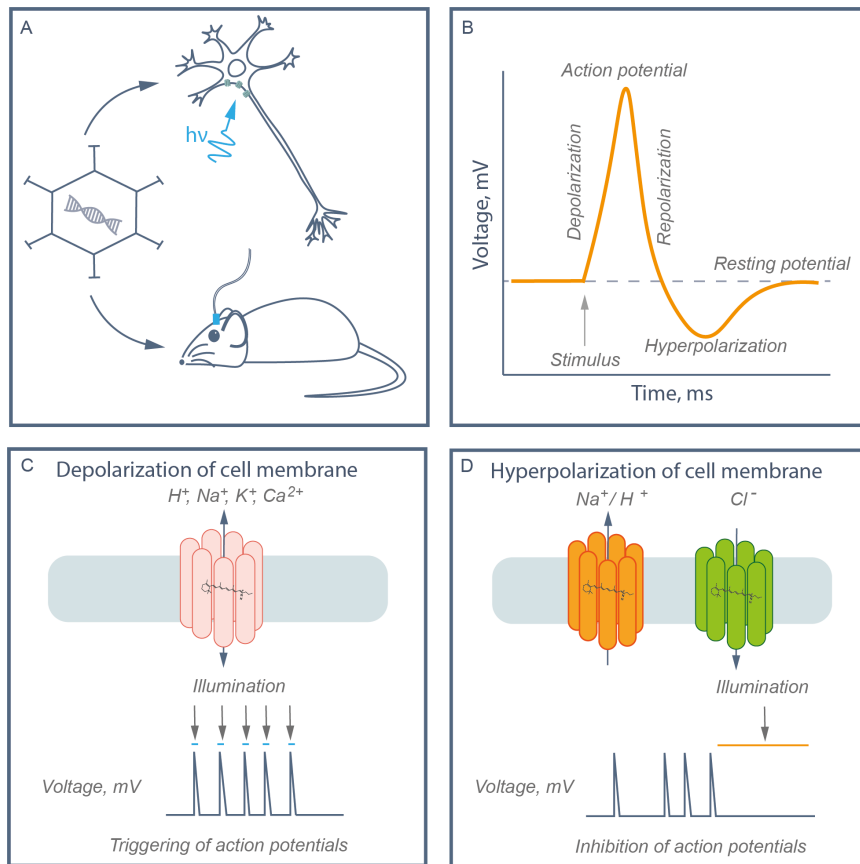 A
hν
B
Action potential
Depolarization
Repolarization
Voltage, mV
Resting potential
Hyperpolarization
Stimulus
Time, ms
C
Depolarization of cell membrane
H⁺, Na⁺, K⁺, Ca²⁺
Illumination
Voltage, mV
Triggering of action potentials
D
Hyperpolarization of cell membrane
Na⁺/ H ⁺
Cl⁻
Illumination
Voltage, mV
Inhibition of action potentials